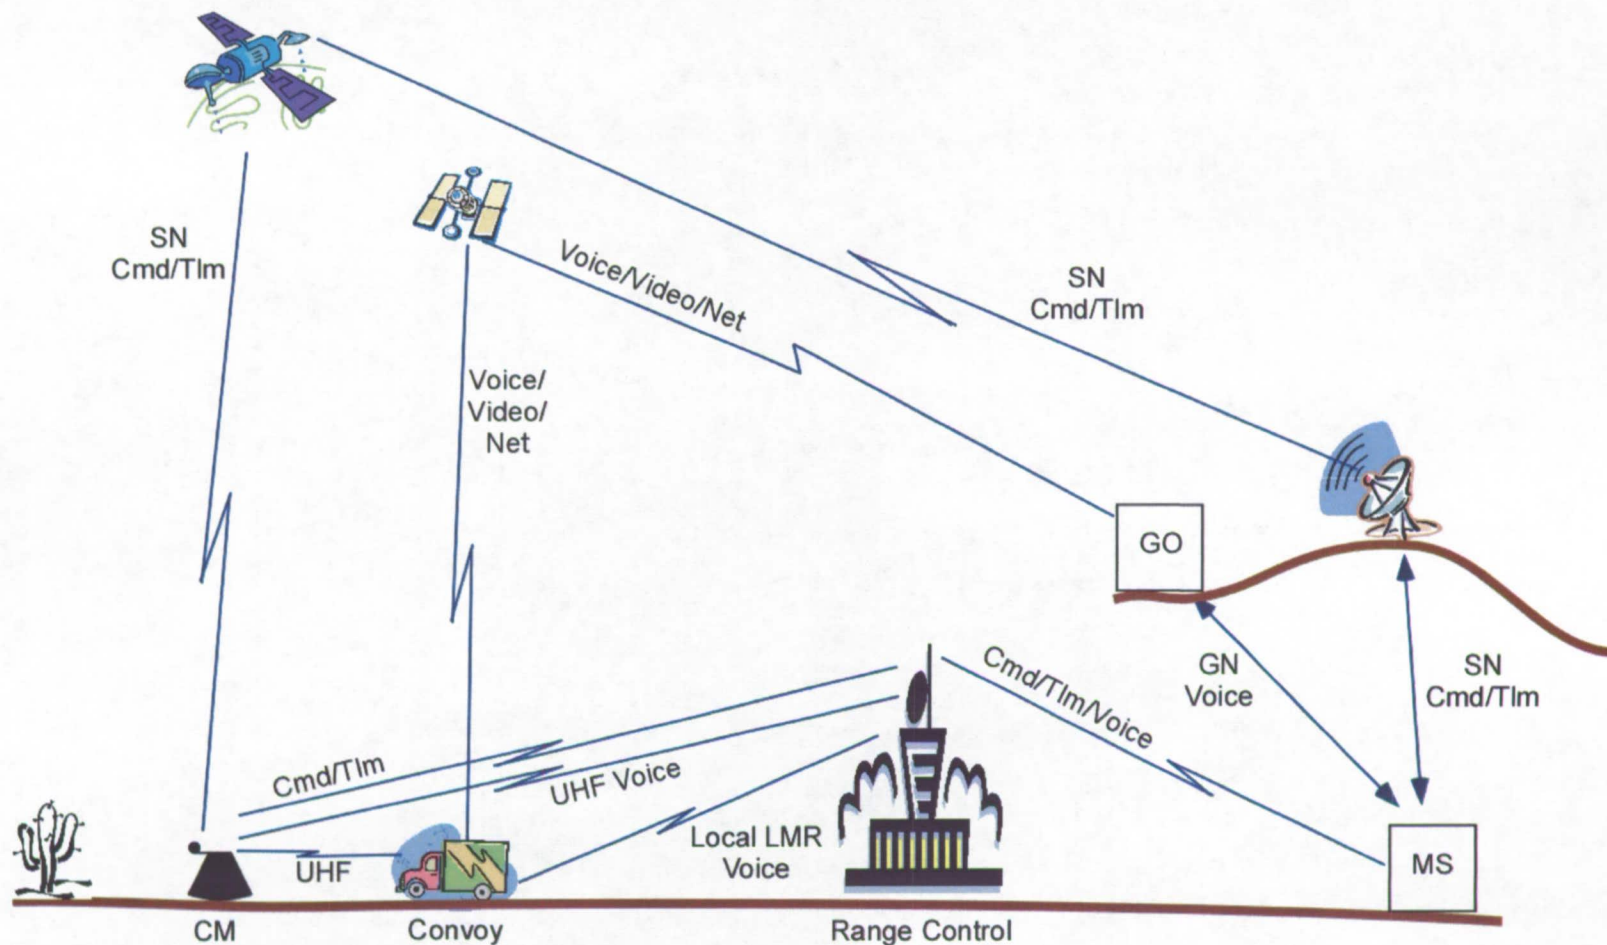 SN
Cmd/Tlm
Voice/Video/Net
SN
Cmd/Tlm
Voice/
Video/
Net
GO
GN
Voice
SN
Cmd/Tlm
Cmd/Tlm/Voice
Cmd/Tlm
UHF Voice
Local LMR
Voice
UHF
MS
CM
Convoy
Range Control